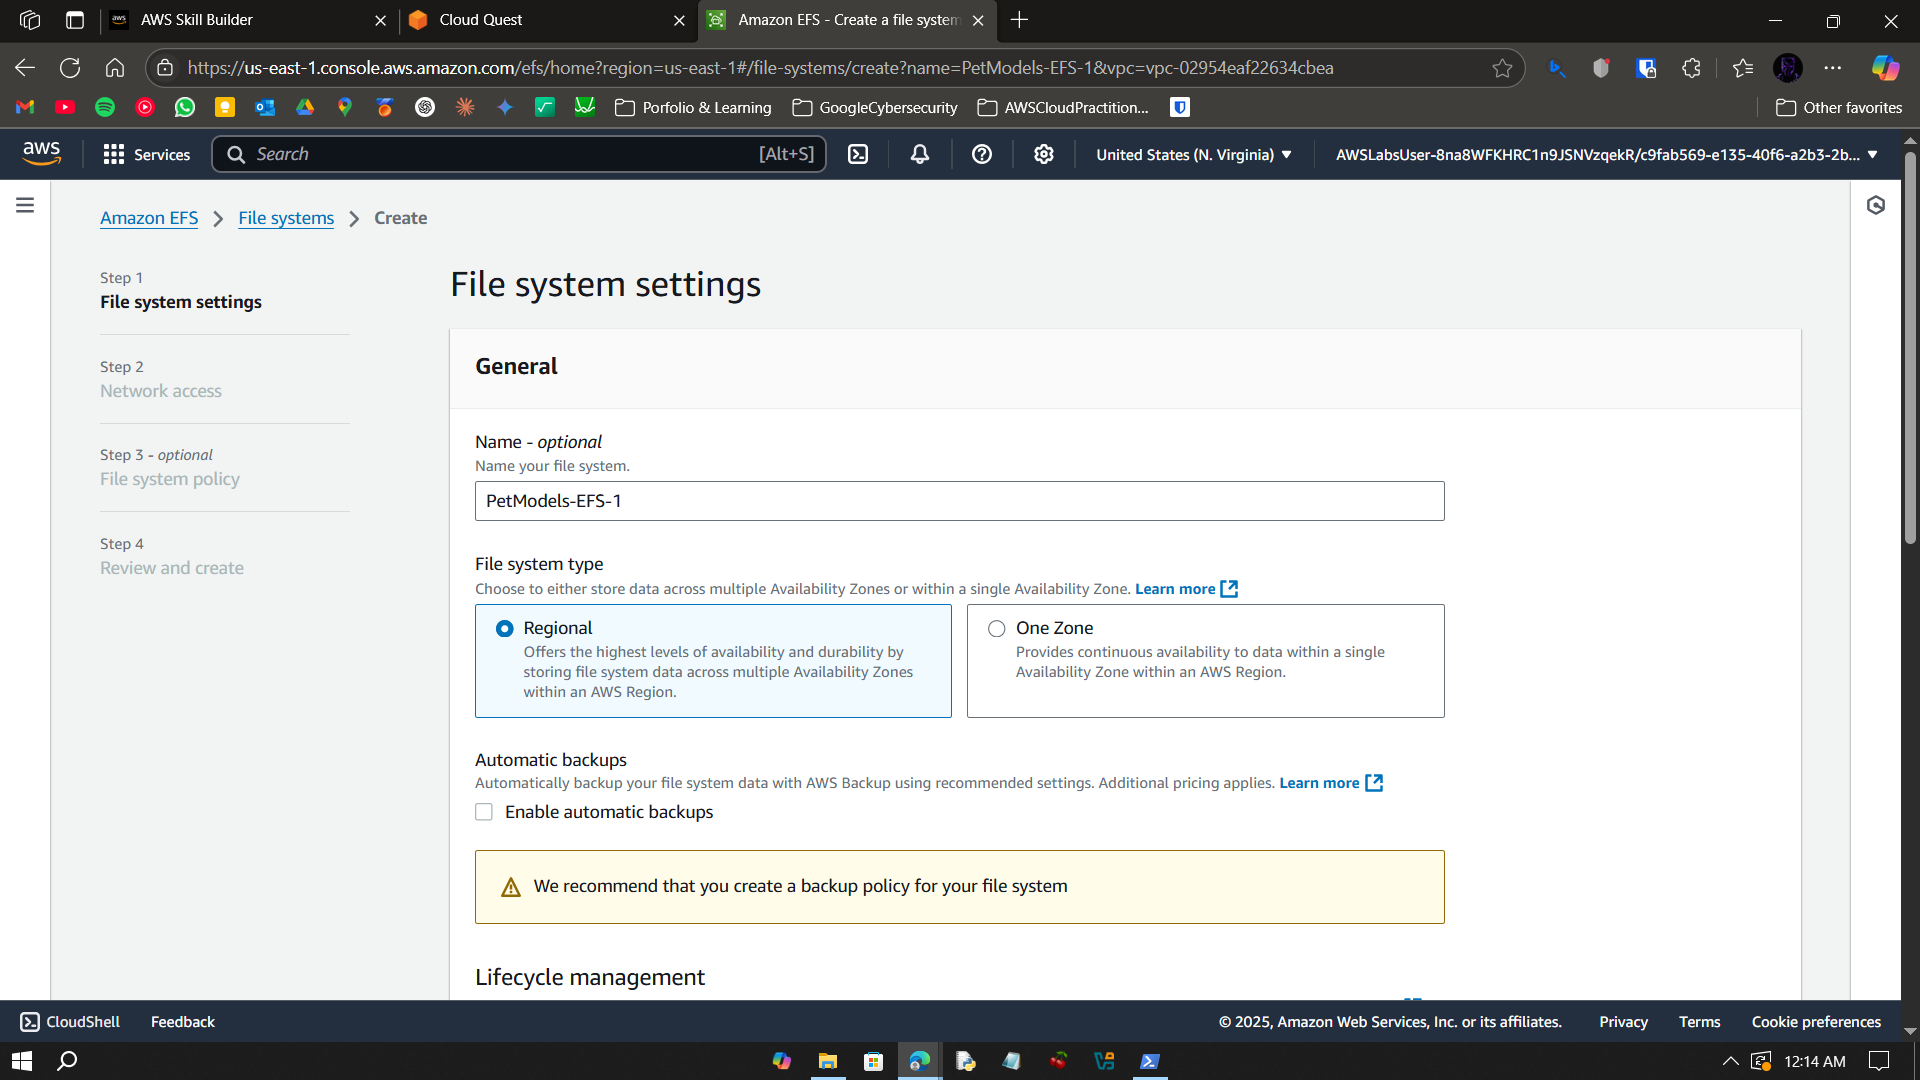 AWS Skill Builder
Cloud Quest
Amazon EFS - Create a file system
https://us-east-1.console.aws.amazon.com/efs/home?region=us-east-1#/file-systems/create?name=PetModels-EFS-1&vpc=vpc-02954eaf22634cbea
Porfolio & Learning
GoogleCybersecurity
AWSCloudPractition...
Other favorites
aws
Services
Search
[Alt+S]
United States (N. Virginia)
AWSLabsUser-8na8WFKHRC1n9JSNVzqekR/c9fab569-e135-40f6-a2b3-2b...
Amazon EFS
File systems
Create
Step 1
File system settings
Step 2
Network access
Step 3 - optional
File system policy
Step 4
Review and create
File system settings
General
Name - optional
Name your file system.
PetModels-EFS-1
File system type
Choose to either store data across multiple Availability Zones or within a single Availability Zone. Learn more
Regional
Offers the highest levels of availability and durability by
storing file system data across multiple Availability Zones
within an AWS Region.
One Zone
Provides continuous availability to data within a single
Availability Zone within an AWS Region.
Automatic backups
Automatically backup your file system data with AWS Backup using recommended settings. Additional pricing applies. Learn more
Enable automatic backups
We recommend that you create a backup policy for your file system
Lifecycle management
CloudShell
Feedback
© 2025, Amazon Web Services, Inc. or its affiliates.
Privacy
Terms
Cookie preferences
12:14 AM